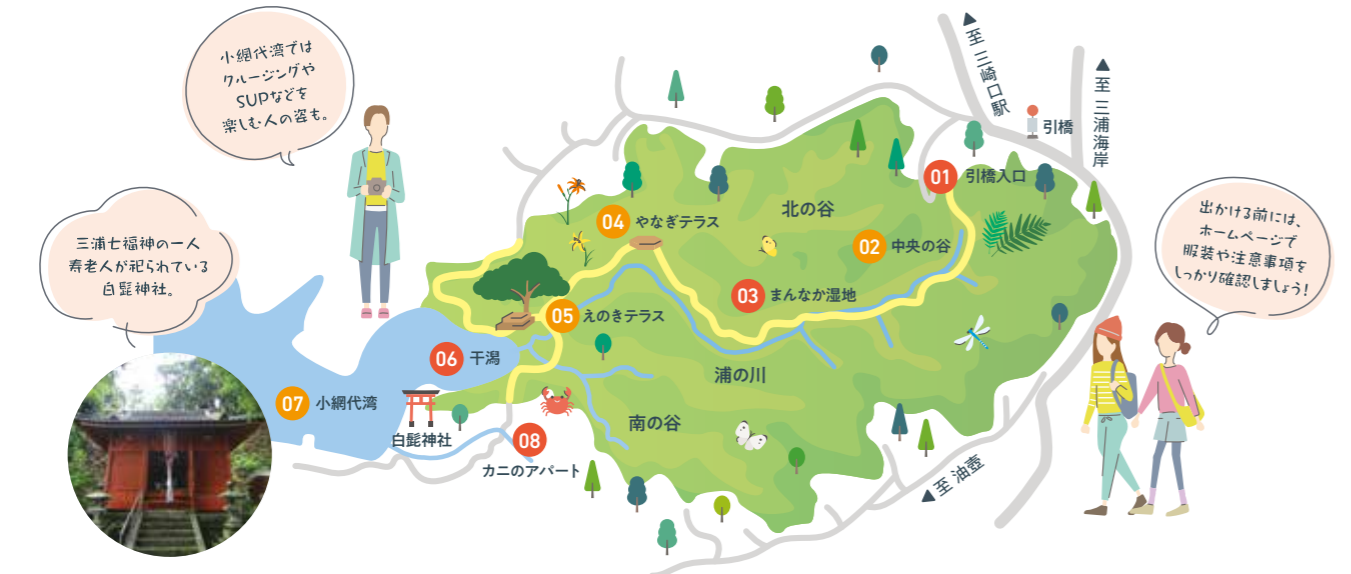 小網代湾では
クルージングや
SUPなどを
楽しむ人の姿も。
三浦七福神の一人
寿老人が祀られている
白髭神社。
▲至 三崎口駅
▲至 三浦海岸
引橋
01 引橋入口
北の谷
02 中央の谷
04 やなぎテラス
03 まんなか湿地
05 えのきテラス
06 干潟
浦の川
07 小網代湾
南の谷
白髭神社
08
カニのアパート
▲至 油壺
出かける前には、
ホームページで
服装や注意事項を
しっかり確認しましょう!